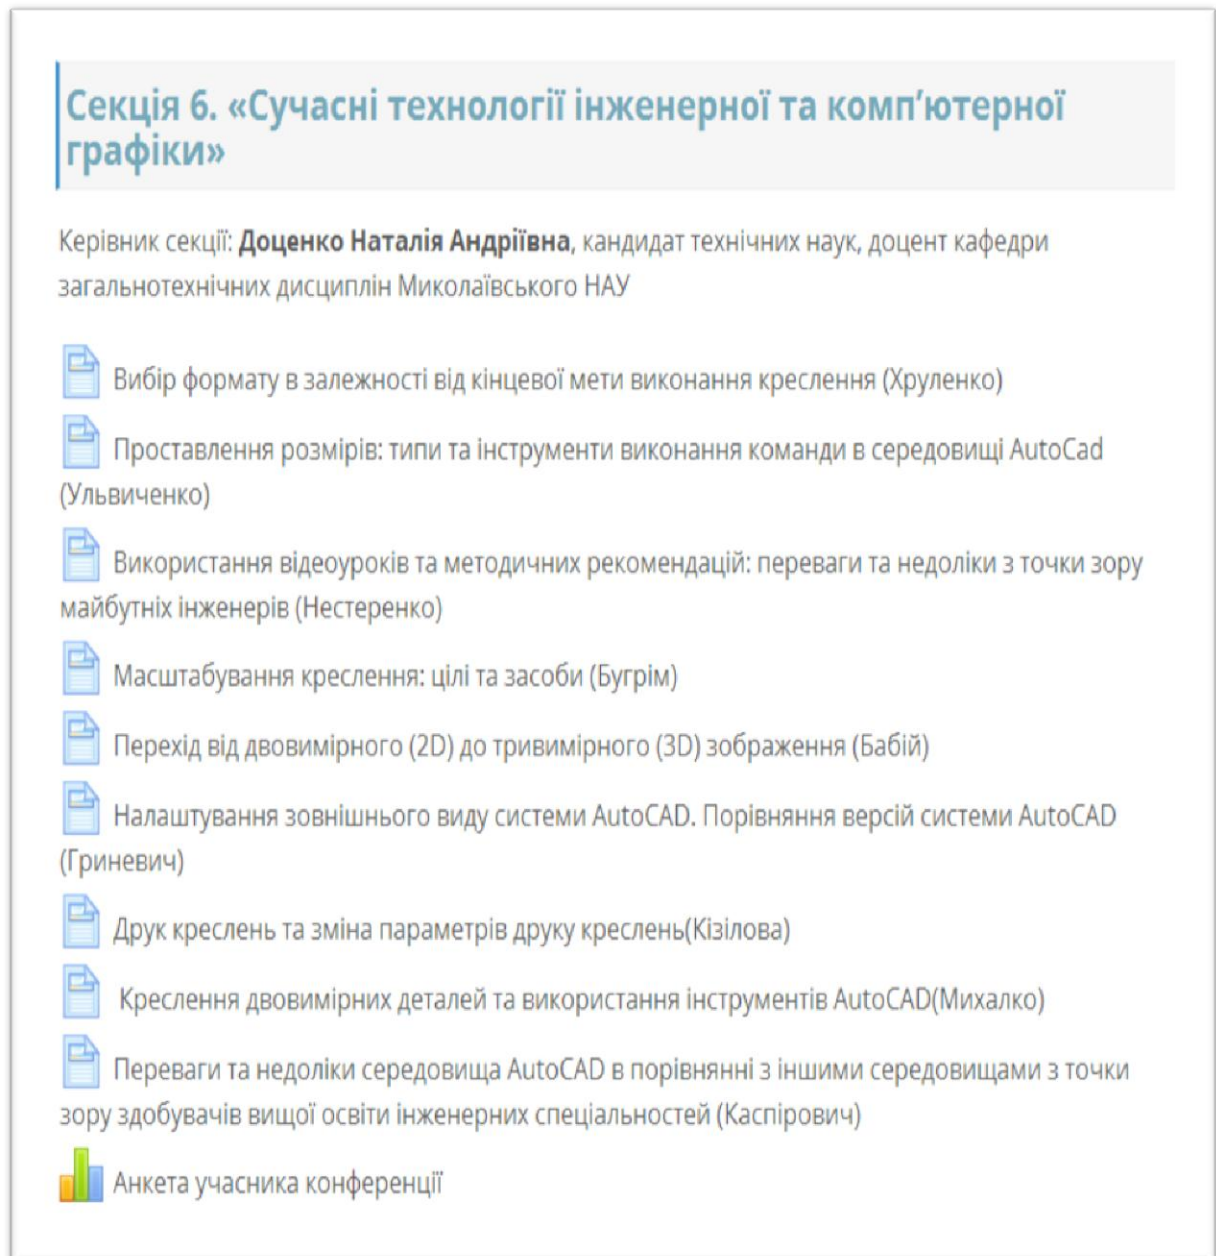 Секція 6. «Сучасні технології інженерної та комп’ютерної
графіки»
Керівник секції: Доценко Наталія Андріївна, кандидат технічних наук, доцент кафедри
загальнотехнічних дисциплін Миколаївського НАУ
Вибір формату в залежності від кінцевої мети виконання креслення (Хруленко)
Проставлення розмірів: типи та інструменти виконання команди в середовищі AutoCad
(Ульвиченко)
Використання відеоуроків та методичних рекомендацій: переваги та недоліки з точки зору
майбутніх інженерів (Нестеренко)
Масштабування креслення: цілі та засоби (Бугрім)
Перехід від двовимірного (2D) до тривимірного (3D) зображення (Бабій)
Налаштування зовнішнього виду системи AutoCAD. Порівняння версій системи AutoCAD
(Гриневич)
Друк креслень та зміна параметрів друку креслень(Кізілова)
Креслення двовимірних деталей та використання інструментів AutoCAD(Михалко)
Переваги та недоліки середовища AutoCAD в порівнянні з іншими середовищами з точки
зору здобувачів вищої освіти інженерних спеціальностей (Каспірович)
Анкета учасника конференції